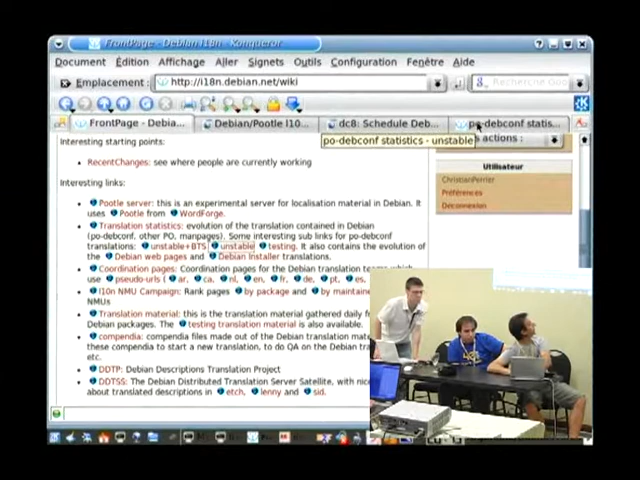 FrontPage - Debian I18n - Konqueror
Document Édition Affichage Aller Signets Outils Configuration Fenêtre Aide
Emplacement: http://i18n.debian.net/wiki
Recherche Goo
FrontPage - Debia... Debian/Pootle l10... dc8: Schedule Deb... po-debconf statis...
po-debconf statistics - unstable
s actions :
Interesting starting points:
RecentChanges: see where people are currently working
Utilisateur
ChristianPerrier
Préférences
Déconnexion
Interesting links:
Pootle server: this is an experimental server for localisation material in Debian. It
uses Pootle from WordForge.
Translation statistics: evolution of the translation contained in Debian
(po-debconf, other PO, manpages). Some interesting sub links for po-debconf
translations: unstable+BTS unstable testing. It also contains the evolution of
the Debian web pages and Debian Installer translations.
Coordination pages: Coordination pages for the Debian translation teams which
use pseudo-urls ( ar, ca, nl, en, fr, de, pt, es,
l10n NMU Campaign: Rank pages by package and by maintaine
NMUs
Translation material: this is the translation material gathered daily fr
Debian packages. The testing translation material is also available.
compendia: compendia files made out of the Debian translation mat
these compendia to start a new translation, to do QA on the Debian tra
etc.
DDTP: Debian Descriptions Translation Project
DDTSS: The Debian Distributed Translation Server Satellite, with nice
about translated descriptions in etch, lenny and sid.